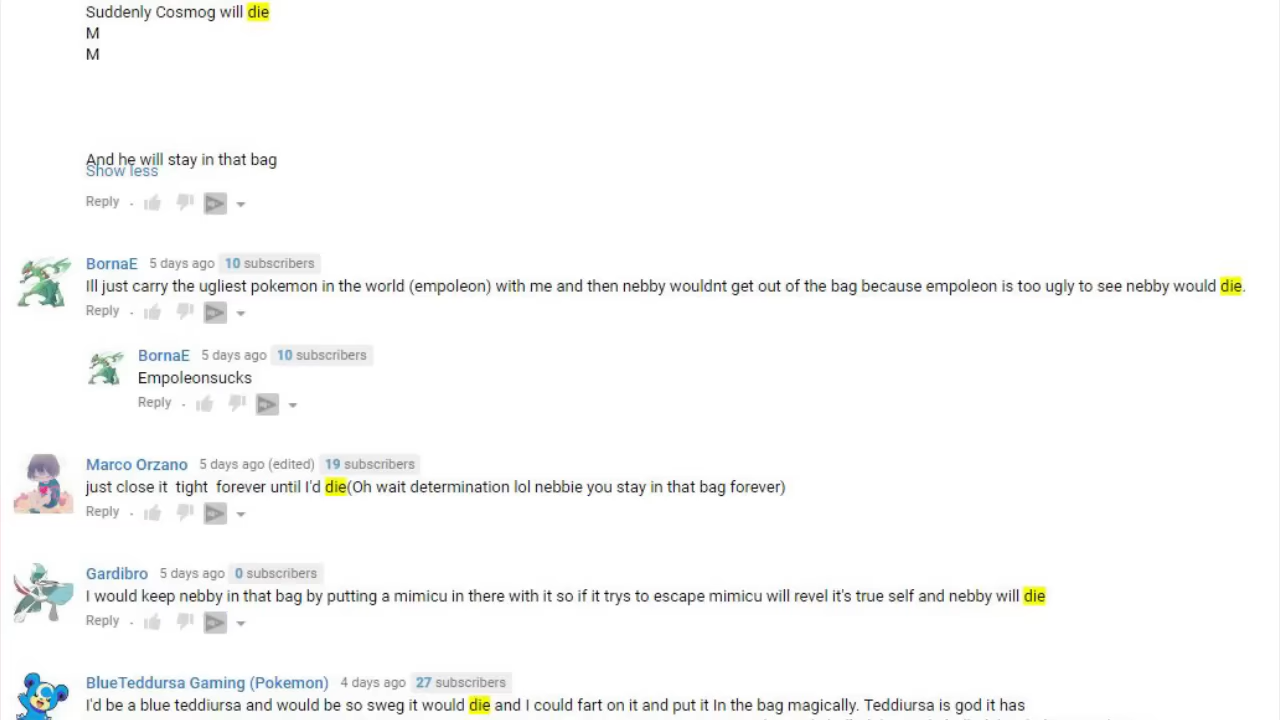 Suddenly Cosmog will die
M
M
And he will stay in that bag
Show less
Reply
BornaE 5 days ago 10 subscribers
Ill just carry the ugliest pokemon in the world (empoleon) with me and then nebby wouldnt get out of the bag because empoleon is too ugly to see nebby would die.
Reply
BornaE 5 days ago 10 subscribers
Empoleonsucks
Reply
Marco Orzano 5 days ago (edited) 19 subscribers
just close it tight forever until I'd die(Oh wait determination lol nebbie you stay in that bag forever)
Reply
Gardibro 5 days ago 0 subscribers
I would keep nebby in that bag by putting a mimicu in there with it so if it trys to escape mimicu will revel it's true self and nebby will die
Reply
BlueTeddursa Gaming (Pokemon) 4 days ago 27 subscribers
I'd be a blue teddiursa and would be so sweg it would die and I could fart on it and put it In the bag magically. Teddiursa is god it has